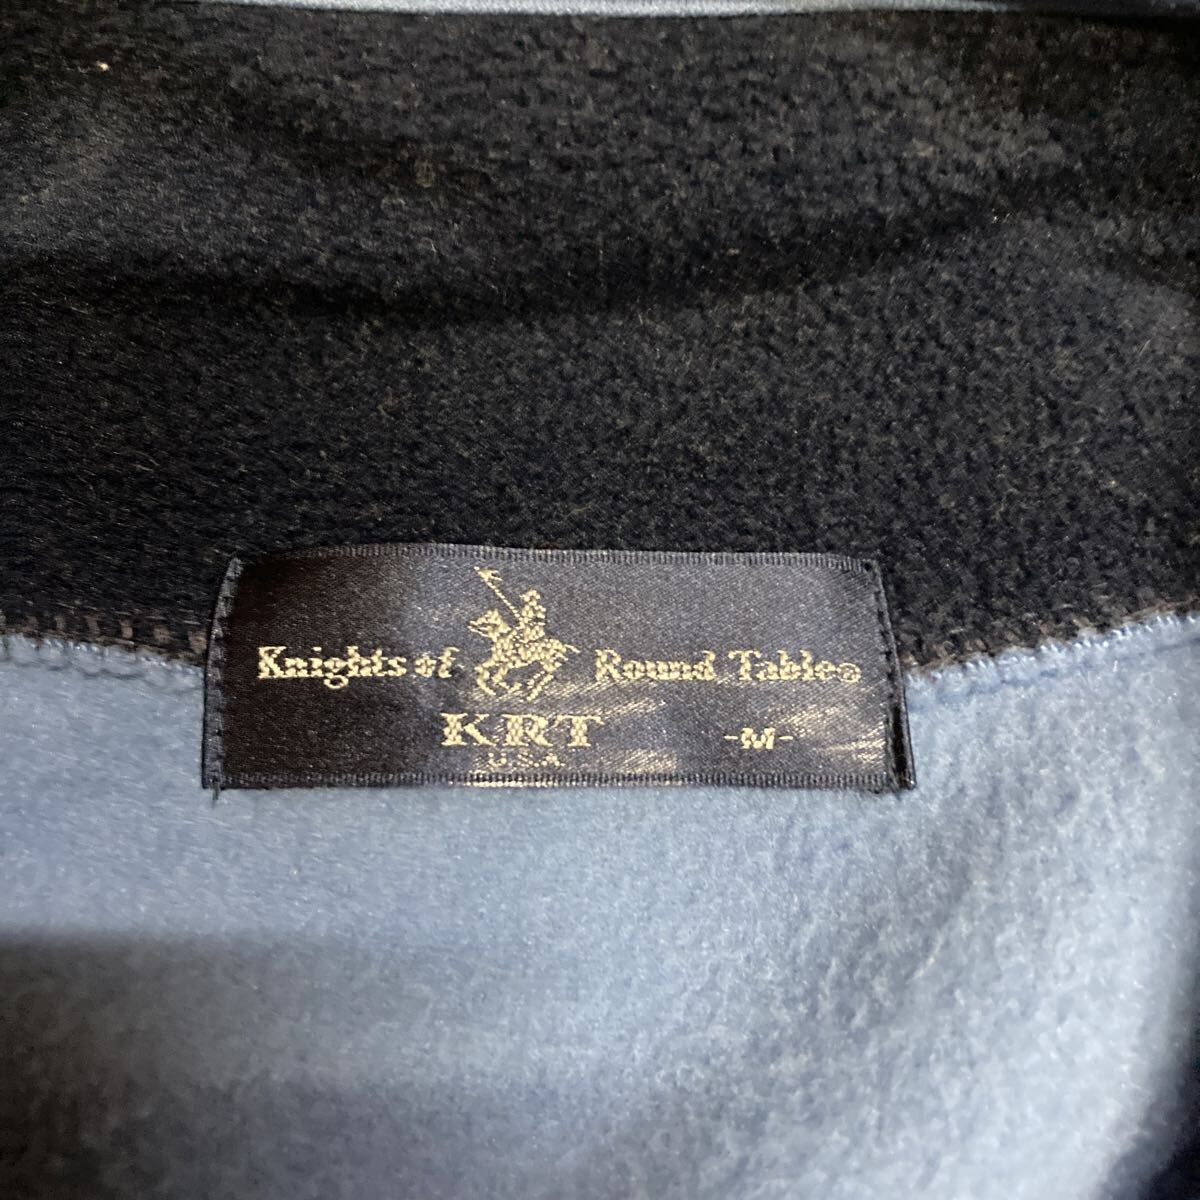 Knights of Round Table®
KRT -M-
U.S.A